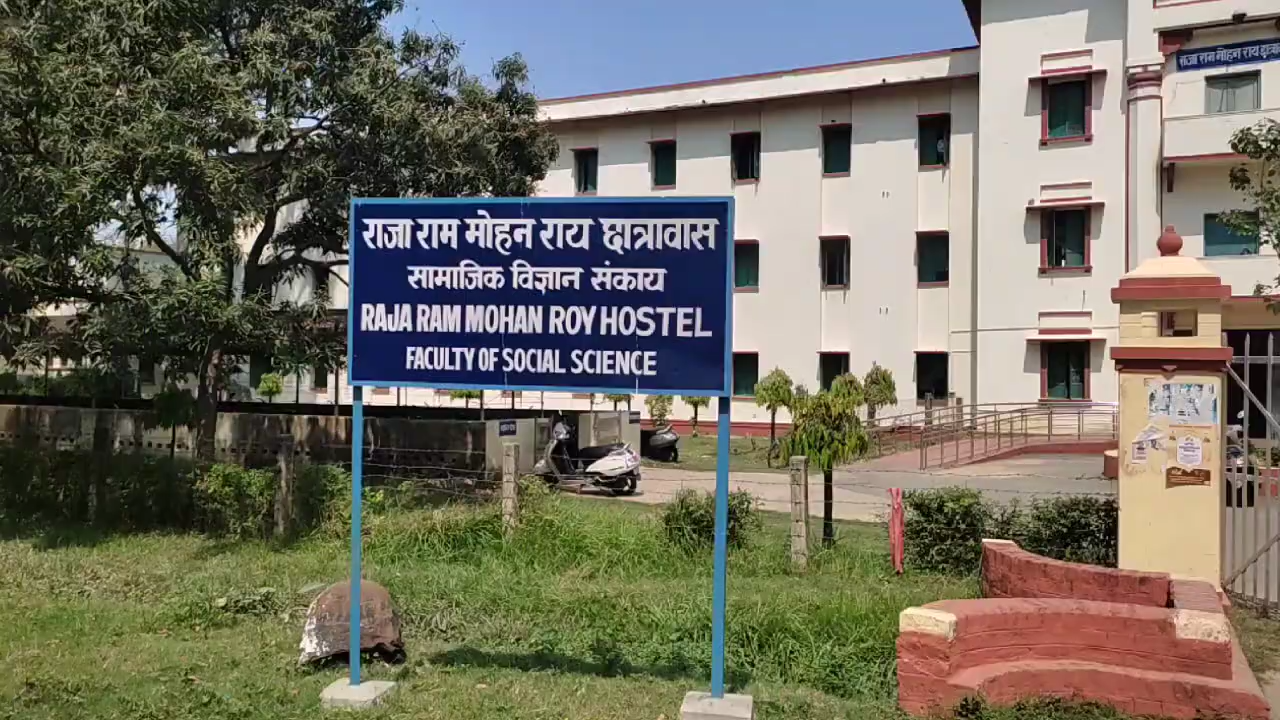 राजा राम मोहन राय छात्रावास
सामाजिक विज्ञान संकाय
RAJA RAM MOHAN ROY HOSTEL
FACULTY OF SOCIAL SCIENCE
राजा राम मोहन राय